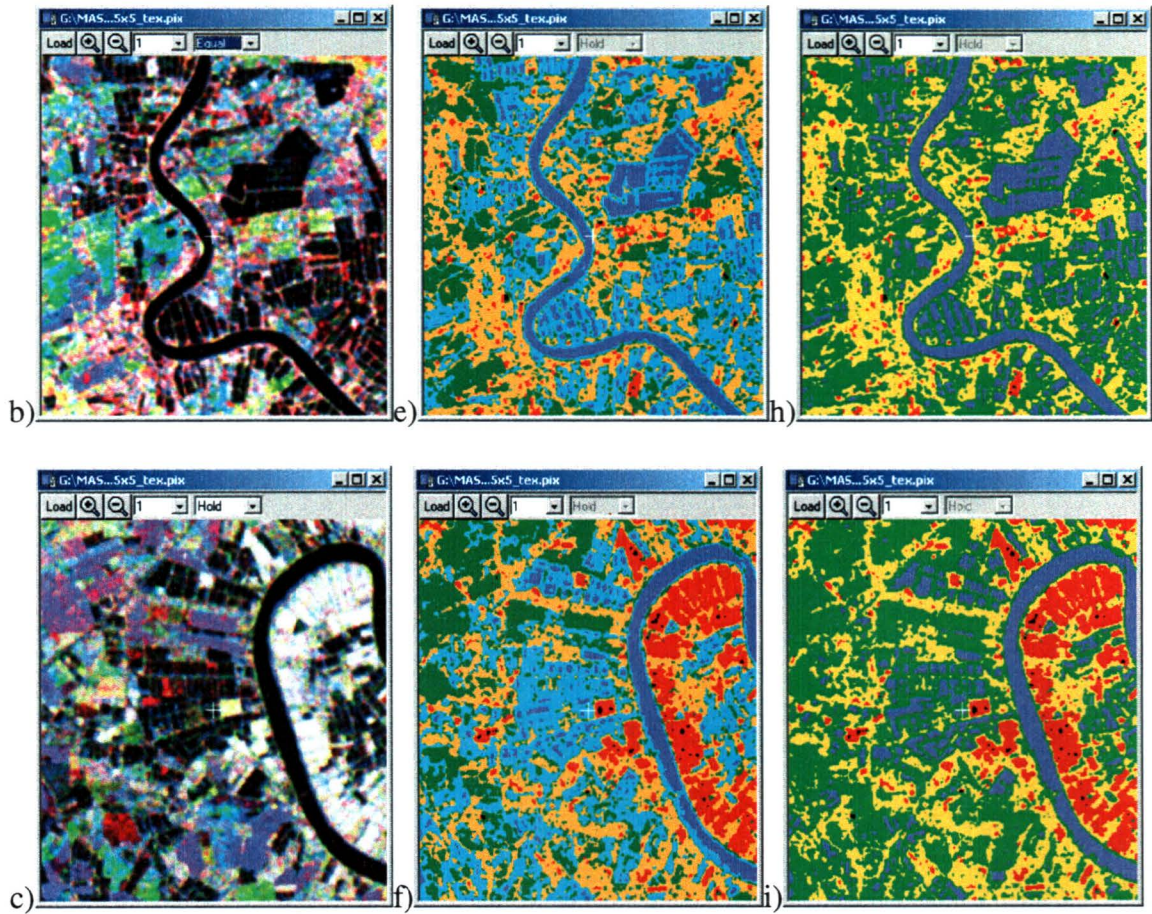 G:\MAS...5x5_tex.pix
Load 1 Equal
b)
G:\MAS...5x5_tex.pix
Load 1 Hold
e)
G:\MAS...5x5_tex.pix
Load 1 Hold
h)
G:\MAS...5x5_tex.pix
Load 1 Hold
c)
G:\MAS...5x5_tex.pix
Load 1 Hold
f)
G:\MAS...5x5_tex.pix
Load 1 Hold
i)